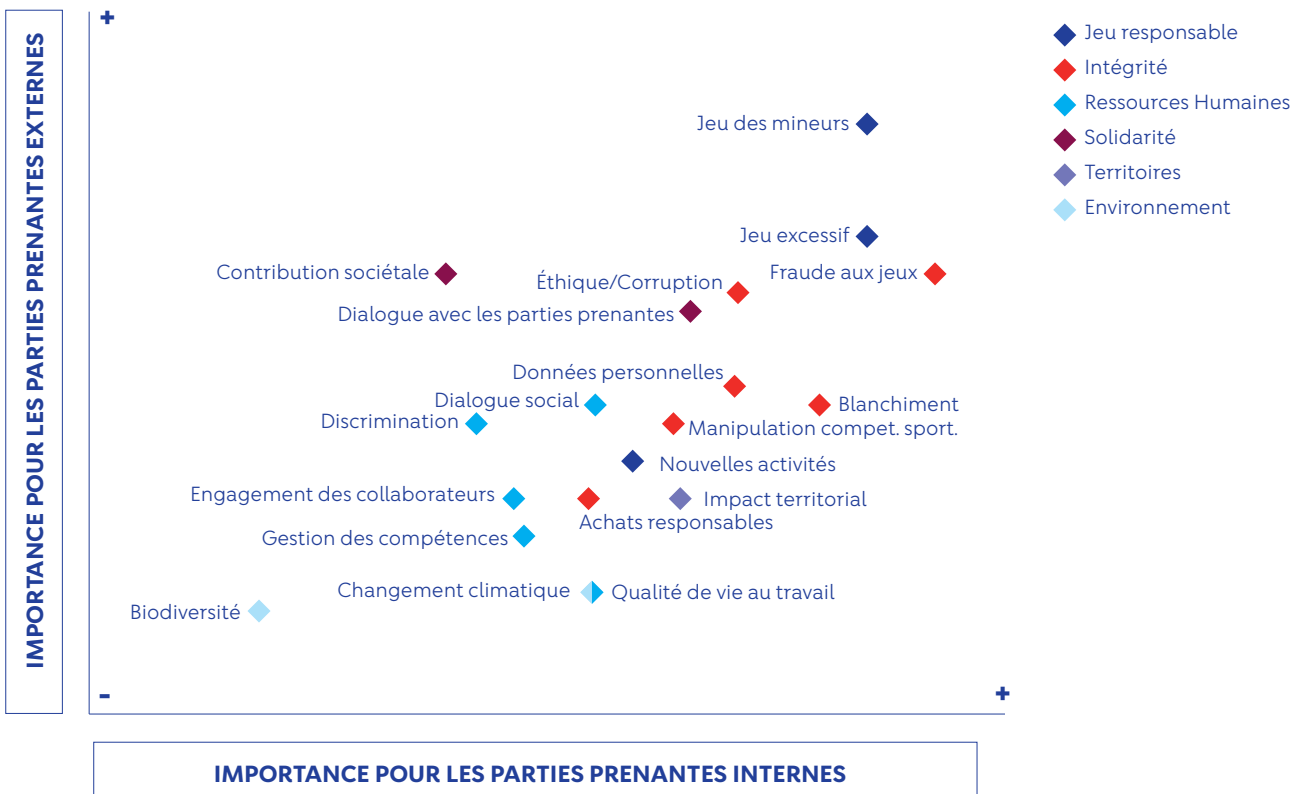 IMPORTANCE POUR LES PARTIES PRENANTES EXTERNES
+
Jeu responsable
Intégrité
Ressources Humaines
Solidarité
Territoires
Environnement
Jeu des mineurs
Jeu excessif
Contribution sociétale
Fraude aux jeux
Éthique/Corruption
Dialogue avec les parties prenantes
Données personnelles
Dialogue social
Blanchiment
Discrimination
Manipulation compet. sport.
Nouvelles activités
Engagement des collaborateurs
Impact territorial
Achats responsables
Gestion des compétences
Changement climatique
Qualité de vie au travail
Biodiversité
-
+
IMPORTANCE POUR LES PARTIES PRENANTES INTERNES